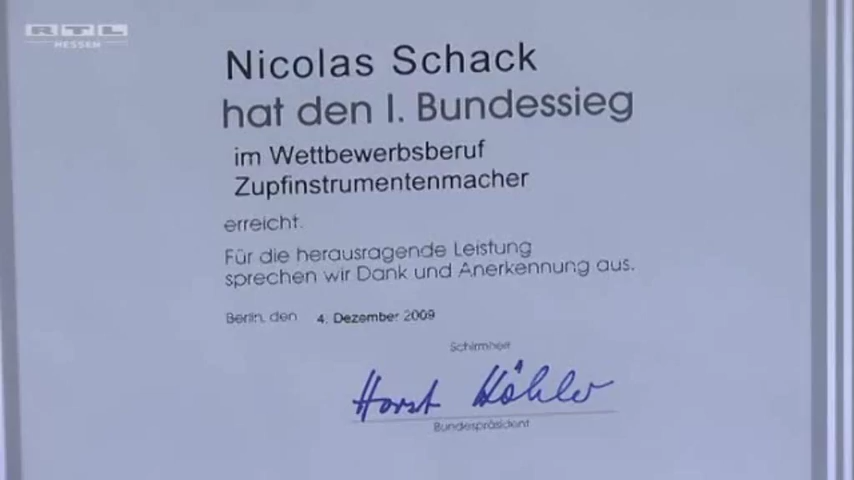 RTL
HESSEN
Nicolas Schack
hat den I. Bundessieg
im Wettbewerbsberuf
Zupfinstrumentenmacher
erreicht.
Für die herausragende Leistung
sprechen wir Dank und Anerkennung aus.
Berlin, den 4. Dezember 2009
Schirmherr
Horst Köhler
Bundespräsident